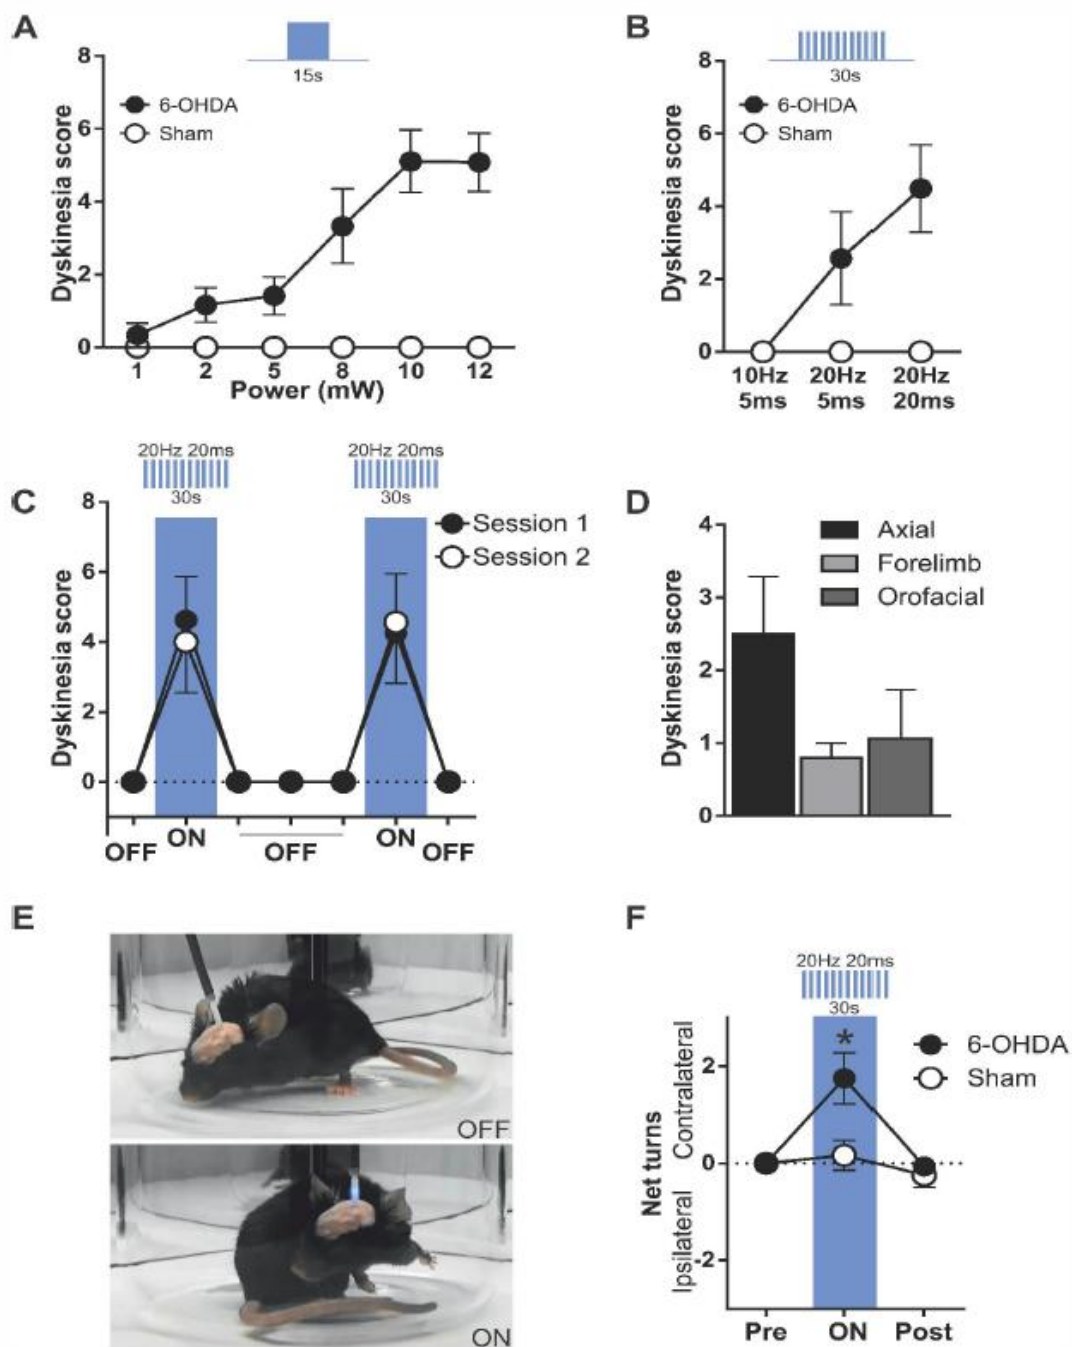 A
15s
8
6-OHDA
Sham
6
4
2
0
Dyskinesia score
1 2 5 8 10 12
Power (mW)
B
30s
8
6-OHDA
Sham
6
4
2
0
Dyskinesia score
10Hz 20Hz 20Hz
5ms 5ms 20ms
C
20Hz 20ms 20Hz 20ms
30s 30s
8
Session 1
Session 2
6
4
2
0
Dyskinesia score
OFF ON OFF ON OFF
D
4
Axial
Forelimb
Orofacial
3
2
1
0
Dyskinesia score
E
OFF
ON
F
20Hz 20ms
30s
6-OHDA
Sham
*
2
0
-2
Net turns
Contralateral
Ipsilateral
Pre ON Post